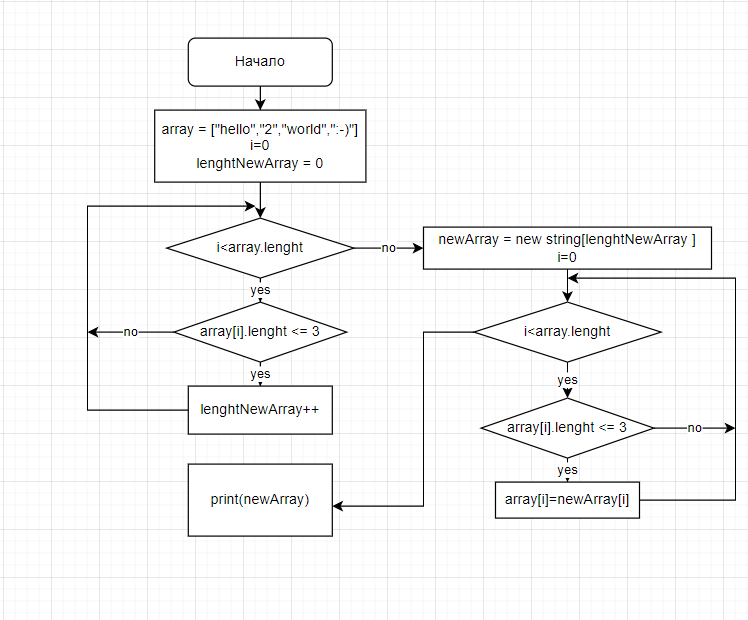 Начало
array = ["hello","2","world",":-)"]
i=0
lenghtNewArray = 0
i<array.lenght
no
yes
array[i].lenght <= 3
no
yes
lenghtNewArray++
newArray = new string[lenghtNewArray ]
i=0
i<array.lenght
yes
array[i].lenght <= 3
no
yes
array[i]=newArray[i]
print(newArray)